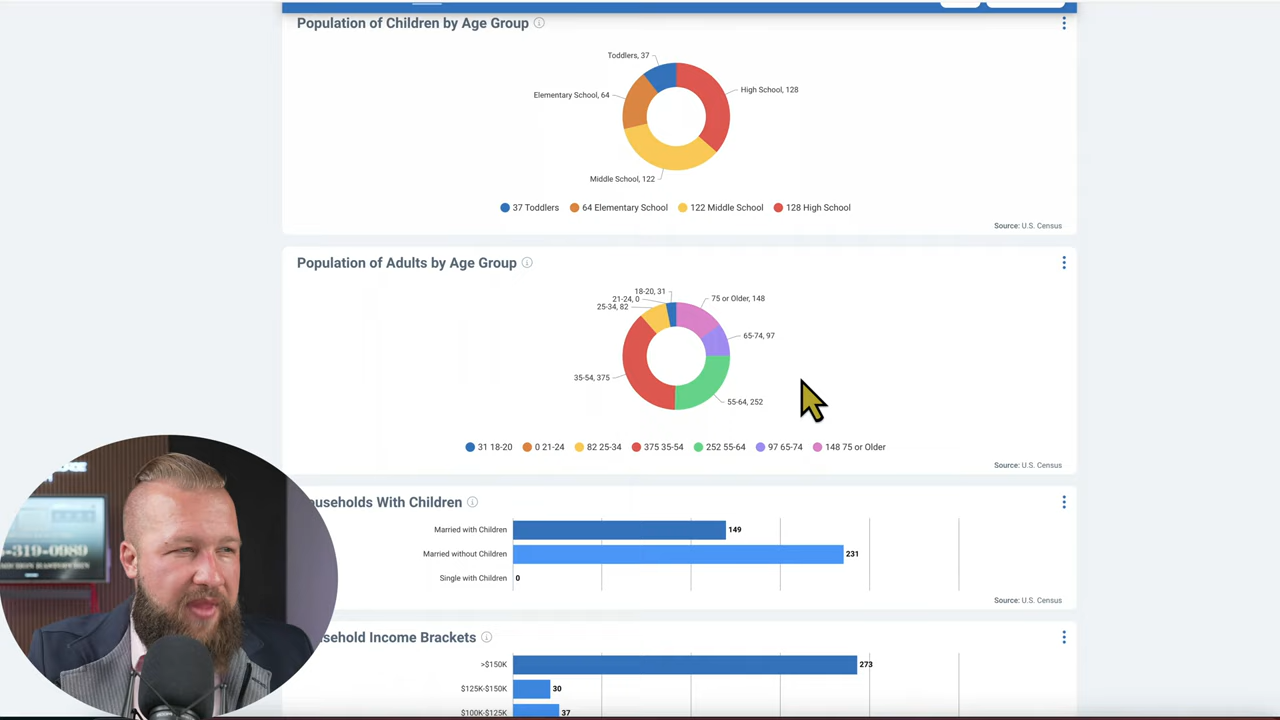 Population of Children by Age Group
Toddlers, 37
Elementary School, 64
High School, 128
Middle School, 122
37 Toddlers 64 Elementary School 122 Middle School 128 High School
Source: U.S. Census
Population of Adults by Age Group
18-20, 31
21-24, 0
25-34, 82
75 or Older, 148
65-74, 97
35-54, 375
55-64, 252
31 18-20 0 21-24 82 25-34 375 35-54 252 55-64 97 65-74 148 75 or Older
Source: U.S. Census
ouseholds With Children
Married with Children 149
Married without Children 231
Single with Children 0
Source: U.S. Census
sehold Income Brackets
>$150K 273
$125K-$150K 30
$100K-$125K 37
-319-0989